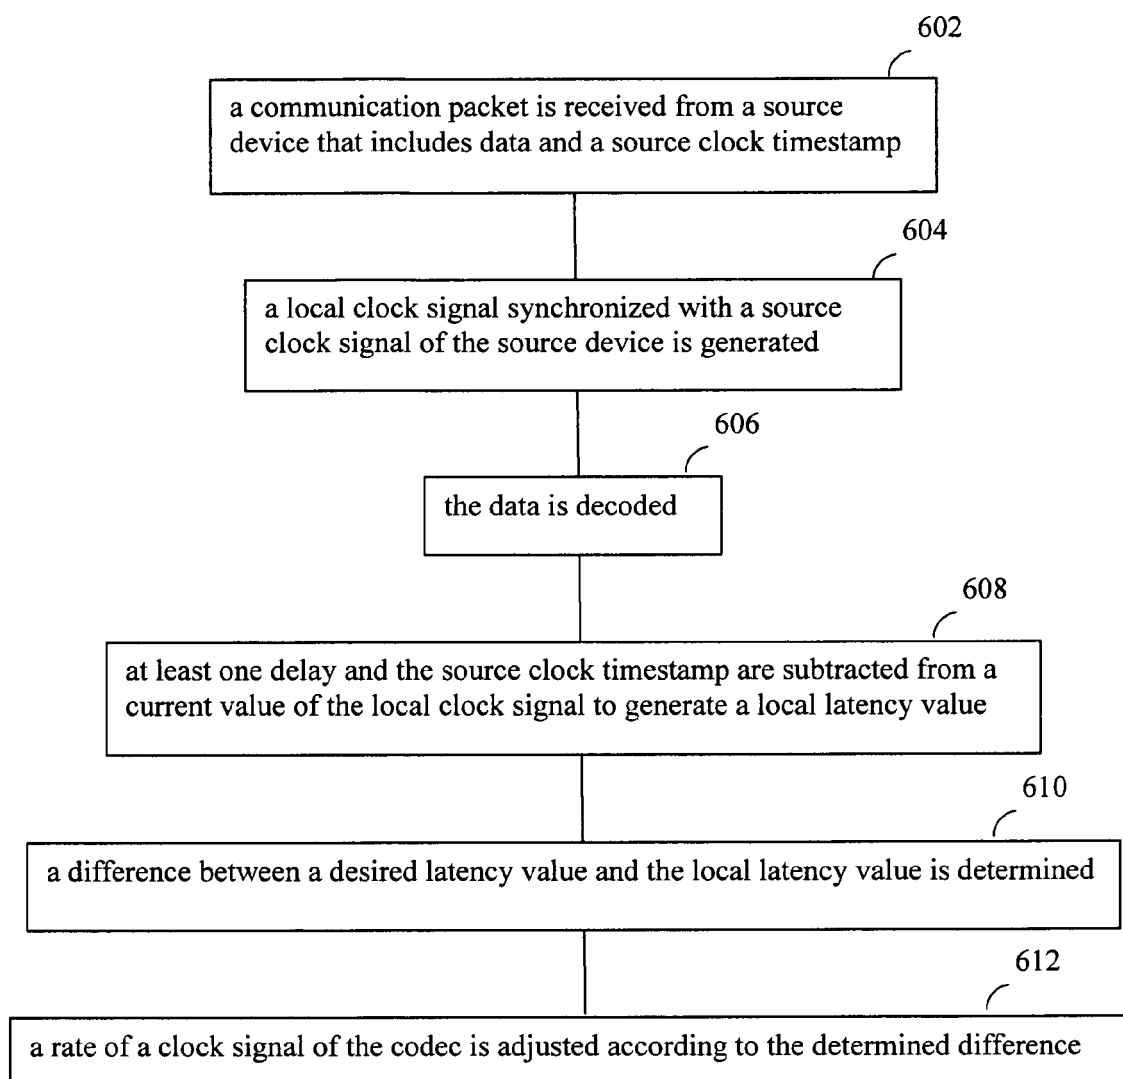 602
a communication packet is received from a source
device that includes data and a source clock timestamp
604
a local clock signal synchronized with a source
clock signal of the source device is generated
606
the data is decoded
608
at least one delay and the source clock timestamp are subtracted from a
current value of the local clock signal to generate a local latency value
610
a difference between a desired latency value and the local latency value is determined
612
a rate of a clock signal of the codec is adjusted according to the determined difference